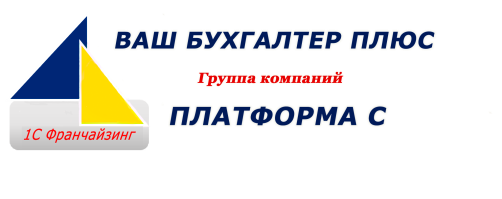 ВАШ БУХГАЛТЕР ПЛЮС
Группа компаний
ПЛАТФОРМА С
1С Франчайзинг